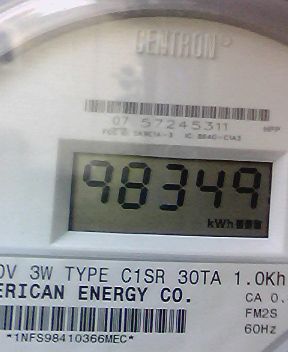 CENTRON®
07 57245311
98349
kWh
0V 3W TYPE C1SR 30TA 1.0Kh
ERICAN ENERGY CO. CA 0.
FM2S
60Hz
*1NFS98410366MEC*